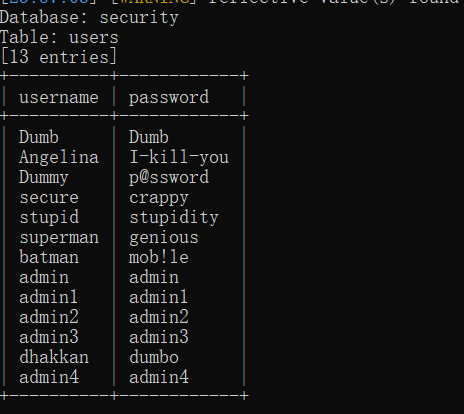 [WARNING] reflective value(s) found
Database: security
Table: users
[13 entries]
+----------+------------+
| username | password   |
+----------+------------+
| Dumb     | Dumb       |
| Angelina | I-kill-you |
| Dummy    | p@ssword   |
| secure   | crappy     |
| stupid   | stupidity  |
| superman | genious    |
| batman   | mob!le     |
| admin    | admin      |
| admin1   | admin1     |
| admin2   | admin2     |
| admin3   | admin3     |
| dhakkan  | dumbo      |
| admin4   | admin4     |
+----------+------------+